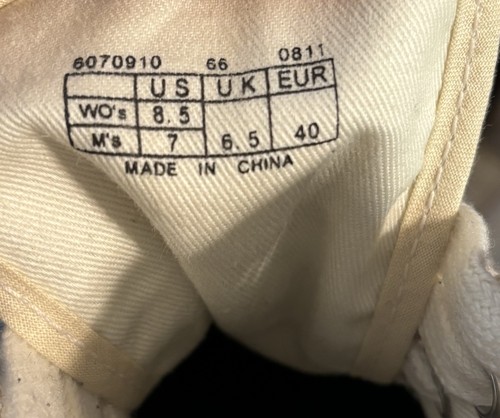 6070910 66 0811
US UK EUR
WO's 8.5
M's 7 6.5 40
MADE IN CHINA